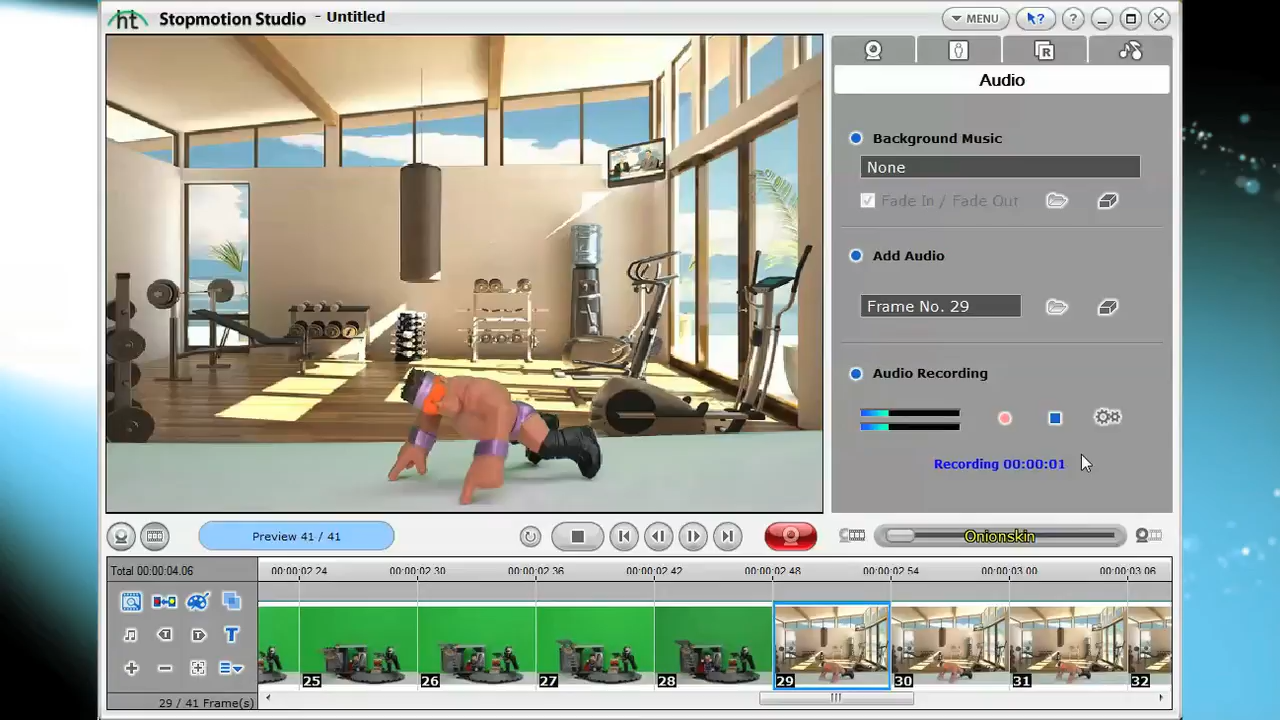 ht Stopmotion Studio - Untitled
MENU
?
?
R
Audio
Background Music
None
Fade In / Fade Out
Add Audio
Frame No. 29
Audio Recording
Recording 00:00:01
Preview 41 / 41
Onionskin
Total 00:00:04.06
00:00:02.24 00:00:02.30 00:00:02.36 00:00:02.42 00:00:02.48 00:00:02.54 00:00:03.00 00:00:03.06
T
25 26 27 28 29 30 31 32
29 / 41 Frame(s)